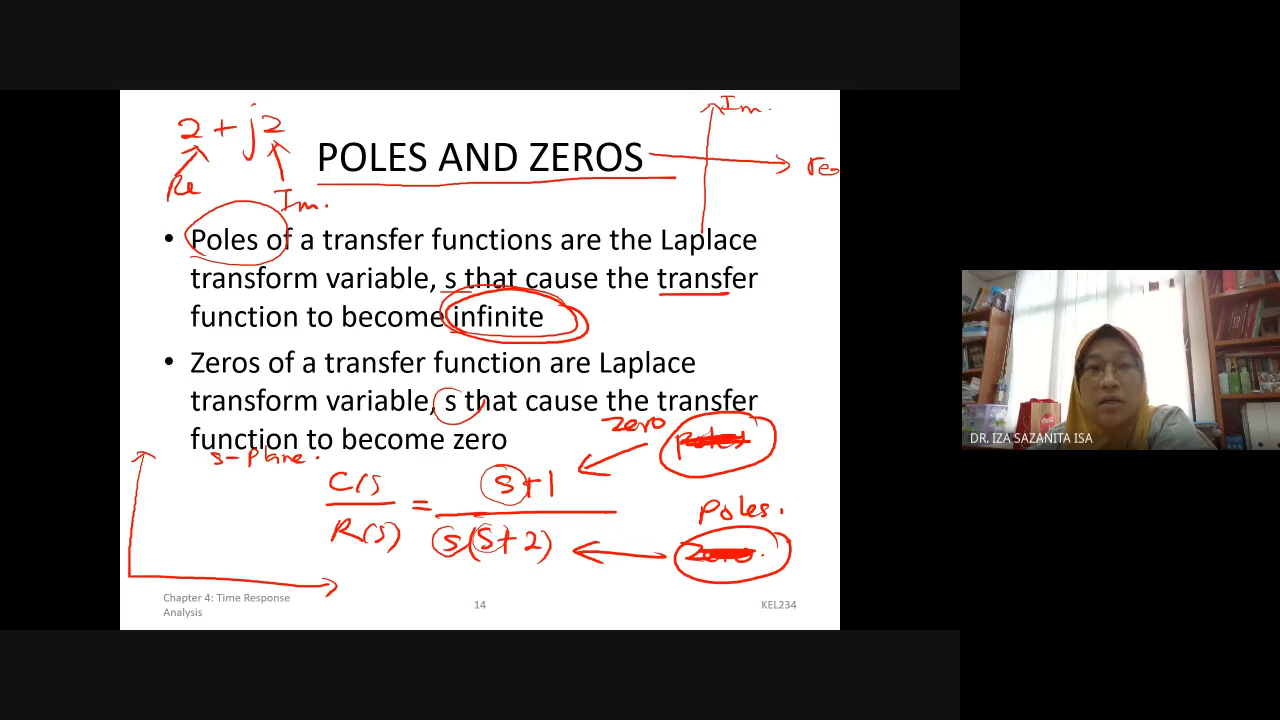 Im.
2 + j2
POLES AND ZEROS
Re
Im.
• Poles of a transfer functions are the Laplace
transform variable, s that cause the transfer
function to become infinite
• Zeros of a transfer function are Laplace
transform variable, s that cause the transfer
function to become zero
zero
poles
s-plane.
C(s
R(s)
=
s+1
s(s+2)
poles.
zero.
Chapter 4: Time Response
Analysis
14
KEL234
DR. IZA SAZANITA ISA